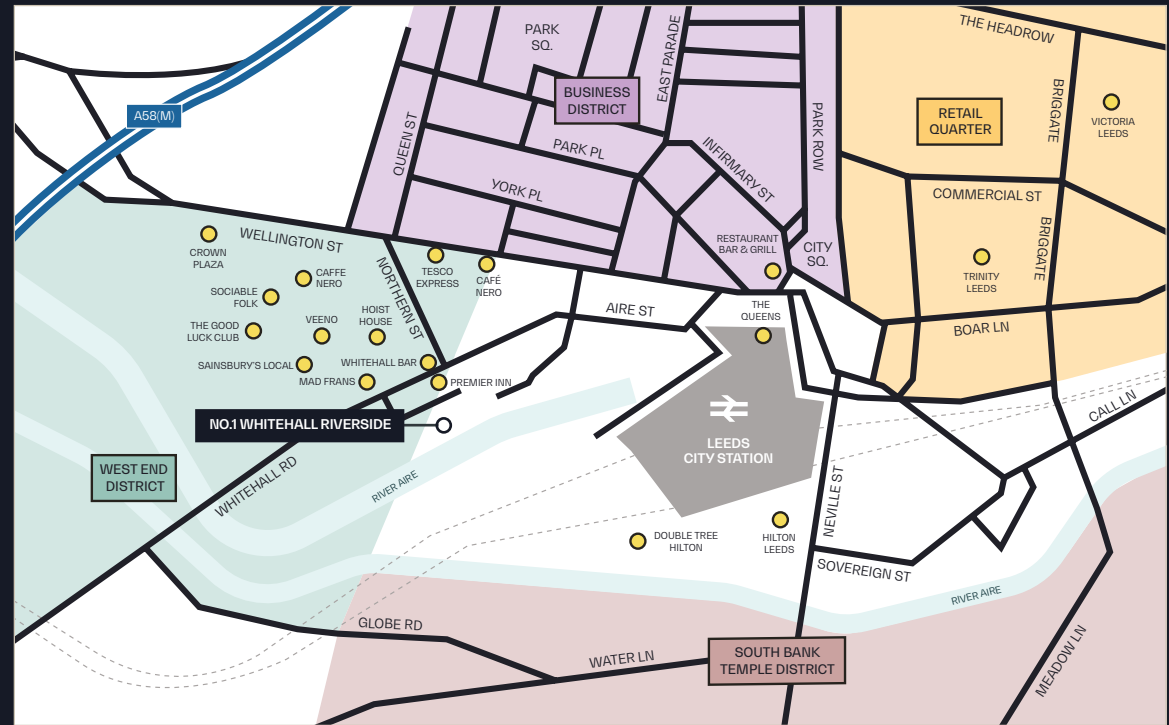 THE HEADROW
PARK
SQ.
EAST PARADE
BUSINESS
DISTRICT
A58(M)
RETAIL
QUARTER
BRIGGATE
VICTORIA
LEEDS
QUEEN ST
PARK PL
INFIRMARY ST
PARK ROW
YORK PL
COMMERCIAL ST
BRIGGATE
WELLINGTON ST
CROWN
PLAZA
RESTAURANT
BAR & GRILL
CITY
SQ.
TRINITY
LEEDS
CAFFE
NERO
NORTHERN ST
TESCO
EXPRESS
CAFÉ
NERO
SOCIABLE
FOLK
HOIST
HOUSE
VEENO
AIRE ST
THE
QUEENS
THE GOOD
LUCK CLUB
BOAR LN
SAINSBURY'S LOCAL
WHITEHALL BAR
MAD FRANS
PREMIER INN
NO.1 WHITEHALL RIVERSIDE
LEEDS
CITY STATION
CALL LN
WEST END
DISTRICT
WHITEHALL RD
RIVER AIRE
NEVILLE ST
DOUBLE TREE
HILTON
HILTON
LEEDS
SOVEREIGN ST
RIVER AIRE
GLOBE RD
WATER LN
SOUTH BANK
TEMPLE DISTRICT
MEADOW LN